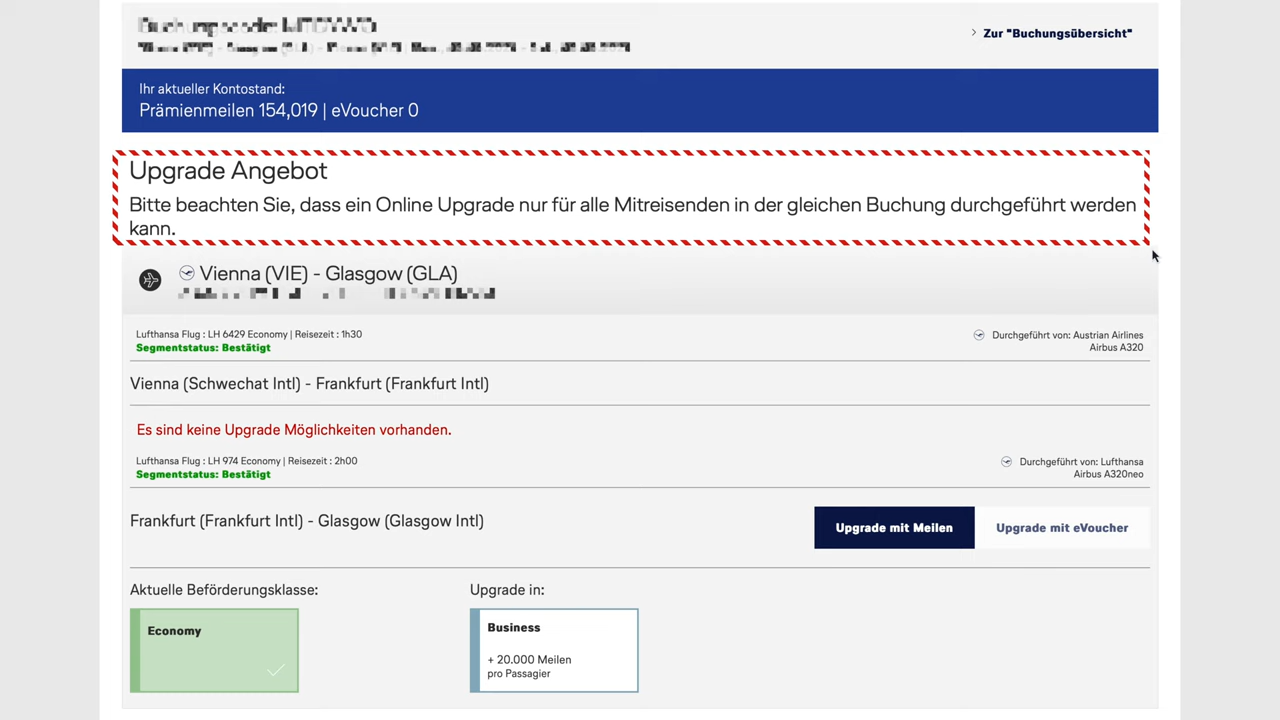 Zur "Buchungsübersicht"
Ihr aktueller Kontostand:
Prämienmeilen 154,019 | eVoucher 0
Upgrade Angebot
Bitte beachten Sie, dass ein Online Upgrade nur für alle Mitreisenden in der gleichen Buchung durchgeführt werden
kann.
Vienna (VIE) - Glasgow (GLA)
Lufthansa Flug : LH 6429 Economy | Reisezeit : 1h30
Durchgeführt von: Austrian Airlines
Segmentstatus: Bestätigt
Airbus A320
Vienna (Schwechat Intl) - Frankfurt (Frankfurt Intl)
Es sind keine Upgrade Möglichkeiten vorhanden.
Lufthansa Flug : LH 974 Economy | Reisezeit : 2h00
Durchgeführt von: Lufthansa
Segmentstatus: Bestätigt
Airbus A320neo
Frankfurt (Frankfurt Intl) - Glasgow (Glasgow Intl)
Upgrade mit Meilen
Upgrade mit eVoucher
Aktuelle Beförderungsklasse:
Upgrade in:
Economy
Business
+ 20.000 Meilen
pro Passagier